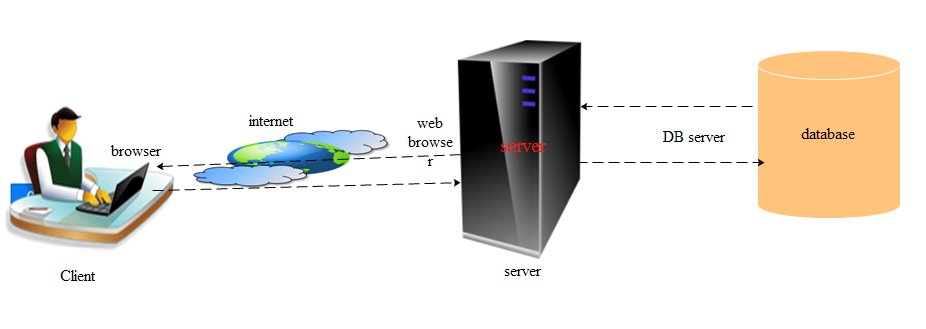 internet
web
browse
r
browser
server
DB server
database
server
Client